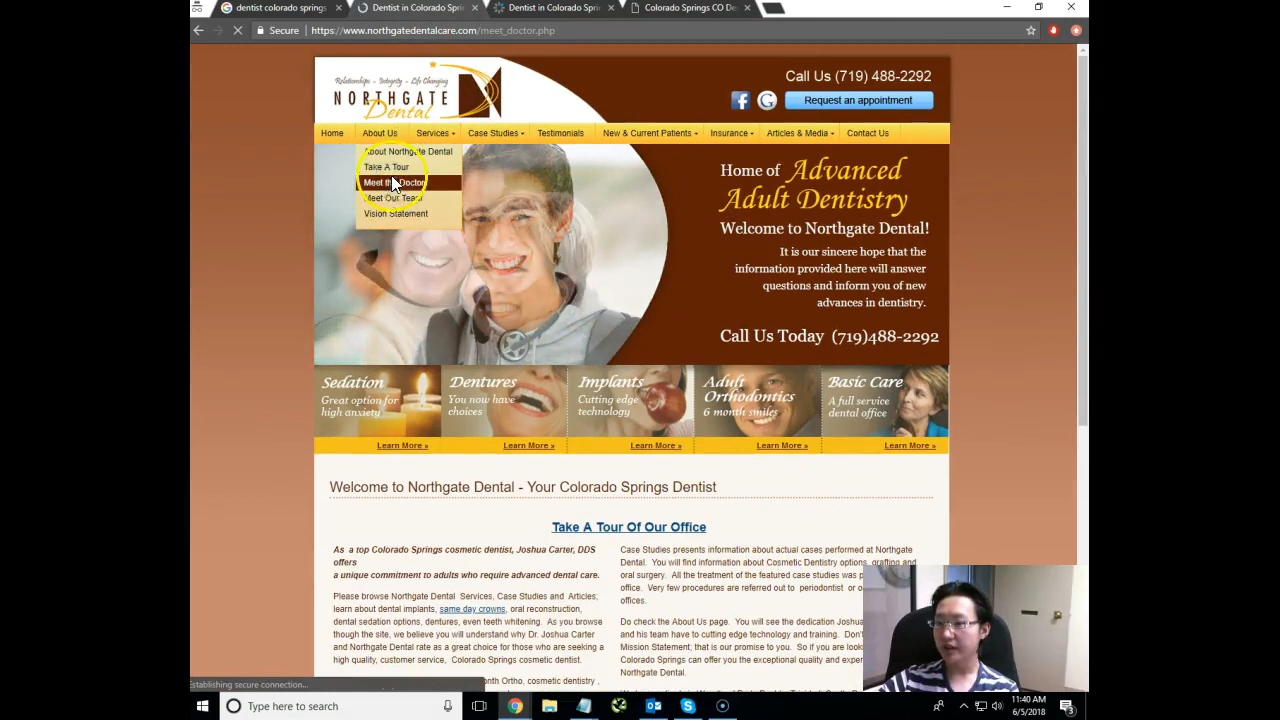 dentist colorado springs
Dentist in Colorado Spri
Dentist in Colorado Spri
Colorado Springs CO De
Secure
https://www.northgatedentalcare.com/meet_doctor.php
Relationships - Integrity - Life Changing
NORTHGATE
Dental
Call Us (719) 488-2292
Request an appointment
Home
About Us
Services
Case Studies
Testimonials
New & Current Patients
Insurance
Articles & Media
Contact Us
About Northgate Dental
Take A Tour
Meet the Doctor
Meet Our Team
Vision Statement
Home of Advanced
Adult Dentistry
Welcome to Northgate Dental!
It is our sincere hope that the
information provided here will answer
questions and inform you of new
advances in dentistry.
Call Us Today (719)488-2292
Sedation
Great option for
high anxiety
Learn More »
Dentures
You now have
choices
Learn More »
Implants
Cutting edge
technology
Learn More »
Adult
Orthodontics
6 month smiles
Learn More »
Basic Care
A full service
dental office
Learn More »
Welcome to Northgate Dental - Your Colorado Springs Dentist
Take A Tour Of Our Office
As a top Colorado Springs cosmetic dentist, Joshua Carter, DDS
offers
a unique commitment to adults who require advanced dental care.
Please browse Northgate Dental Services, Case Studies and Articles;
learn about dental implants, same day crowns, oral reconstruction,
dental sedation options, dentures, even teeth whitening. As you browse
though the site, we believe you will understand why Dr. Joshua Carter
and Northgate Dental rate as a great choice for those who are seeking a
high quality, customer service, Colorado Springs cosmetic dentist.
Ortho, cosmetic dentistry ,
Case Studies presents information about actual cases performed at Northgate
Dental. You will find information about Cosmetic Dentistry options, grafting and
oral surgery. All the treatment of the featured case studies was p
office. Very few procedures are referred out to periodontist or o
offices.
Do check the About Us page. You will see the dedication Joshua
and his team have to cutting edge technology and training. Don'
Mission Statement; that is our promise to you. So if you are look
Colorado Springs can offer you the exceptional quality and exper
Northgate Dental.
Establishing secure connection...
Type here to search
11:40 AM
6/5/2018
3